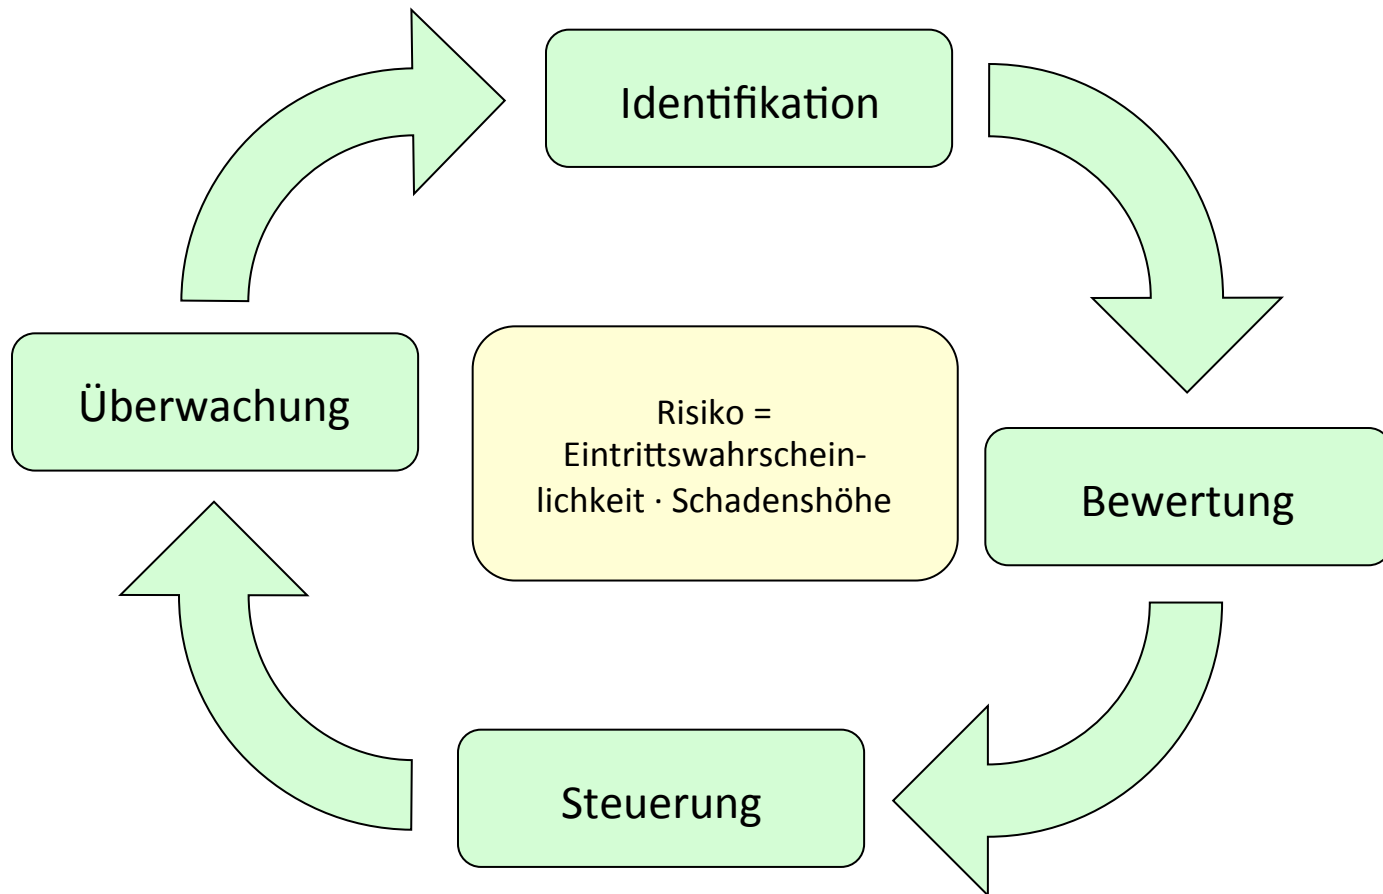 Identifikation
Überwachung
Risiko =
Eintrittswahrschein-
lichkeit · Schadenshöhe
Bewertung
Steuerung